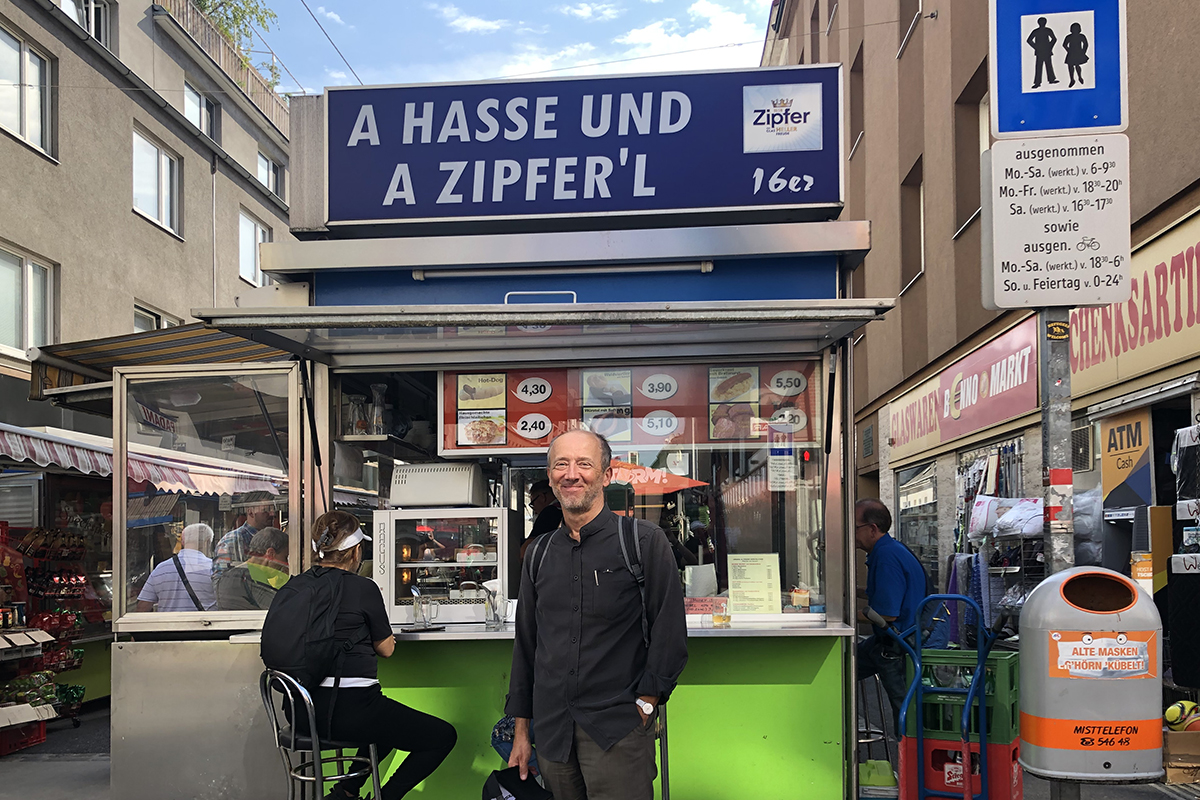 A HASSE UND
A ZIPFER'L
Zipfer
HELLER
16er
ausgenommen
Mo.-Sa. (werkt.) v. 6-9³⁰
Mo.-Fr. (werkt.) v. 18³⁰-20ʰ
Sa. (werkt.) v. 16³⁰-17³⁰
sowie
ausgen.
Mo.-Sa. (werkt.) v. 18³⁰-6ʰ
So. u. Feiertag v. 0-24ʰ
Hot-Dog
4,30
2,40
3,90
5,10
5,50
GLASWAREN
MARKT
ATM
Cash
ALTE MASKEN
G'HÖRN 'KÜBELT!
MISTTELEFON
546 48